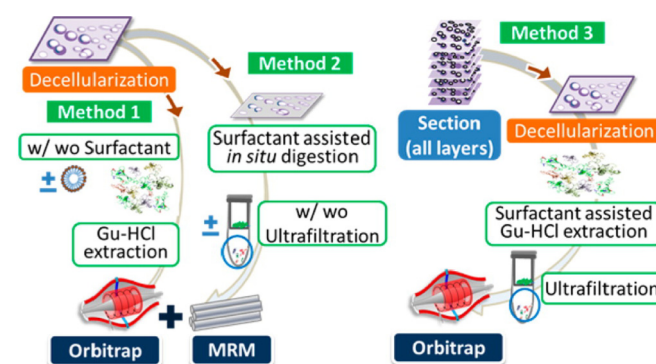 Decellularization
Method 1
w/ wo Surfactant
±
Gu-HCl
extraction
Method 2
Surfactant assisted
in situ digestion
±
w/ wo
Ultrafiltration
Orbitrap
+
MRM
Method 3
Section
(all layers)
Decellularization
Surfactant assisted
Gu-HCl extraction
Ultrafiltration
Orbitrap